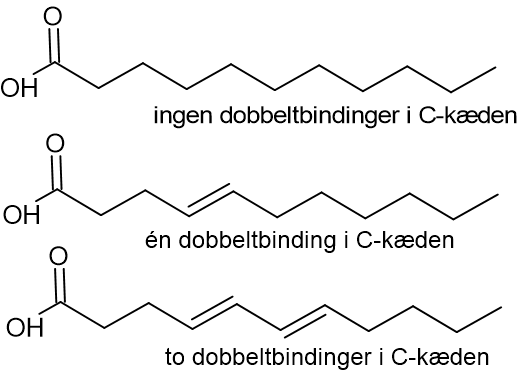 O
OH
ingen dobbeltbindinger i C-kæden
O
OH
én dobbeltbinding i C-kæden
O
OH
to dobbeltbindinger i C-kæden